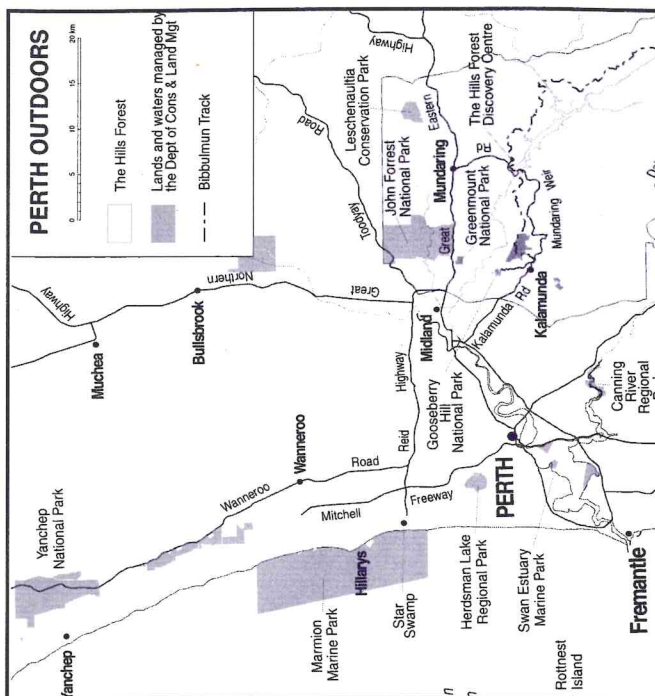 PERTH OUTDOORS
0 5 10 15 20 km
The Hills Forest
Lands and waters managed by
the Dept of Cons & Land Mgt
Bibbulmun Track
Highway
Muchea
Bullsbrook
Northern
Great
Toodyay
Road
Highway
Leschenaultia
Conservation Park
John Forrest
National Park
Eastern
Great
Mundaring
Greenmount
National Park
Rd
The Hills Forest
Discovery Centre
Mundaring
Weir
Kalamunda
Kalamunda
Rd
Midland
Highway
Reid
Gooseberry
Hill
National Park
Canning
River
Regional
Yanchep
National Park
Yanchep
Wanneroo
Wanneroo
Road
Mitchell
Freeway
Hillarys
Marmion
Marine Park
Star
Swamp
Herdsman Lake
Regional Park
PERTH
Swan Estuary
Marine Park
Fremantle
Rottnest
Island